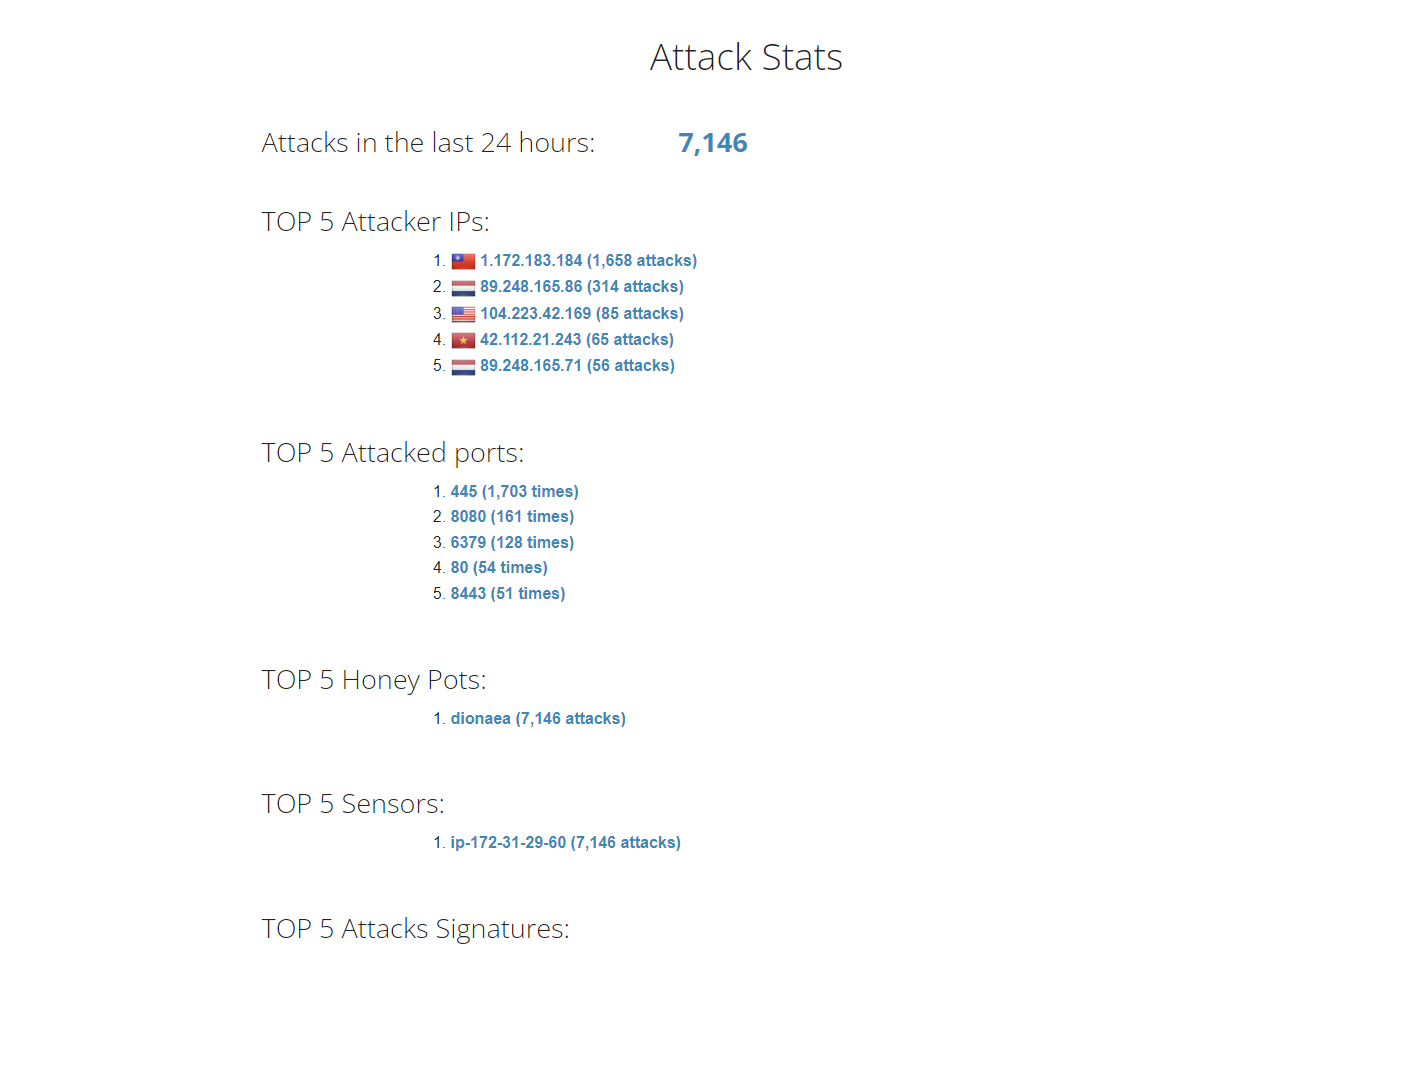 Attack Stats
Attacks in the last 24 hours: 7,146
TOP 5 Attacker IPs:
1. 1.172.183.184 (1,658 attacks)
2. 89.248.165.86 (314 attacks)
3. 104.223.42.169 (85 attacks)
4. 42.112.21.243 (65 attacks)
5. 89.248.165.71 (56 attacks)
TOP 5 Attacked ports:
1. 445 (1,703 times)
2. 8080 (161 times)
3. 6379 (128 times)
4. 80 (54 times)
5. 8443 (51 times)
TOP 5 Honey Pots:
1. dionaea (7,146 attacks)
TOP 5 Sensors:
1. ip-172-31-29-60 (7,146 attacks)
TOP 5 Attacks Signatures: